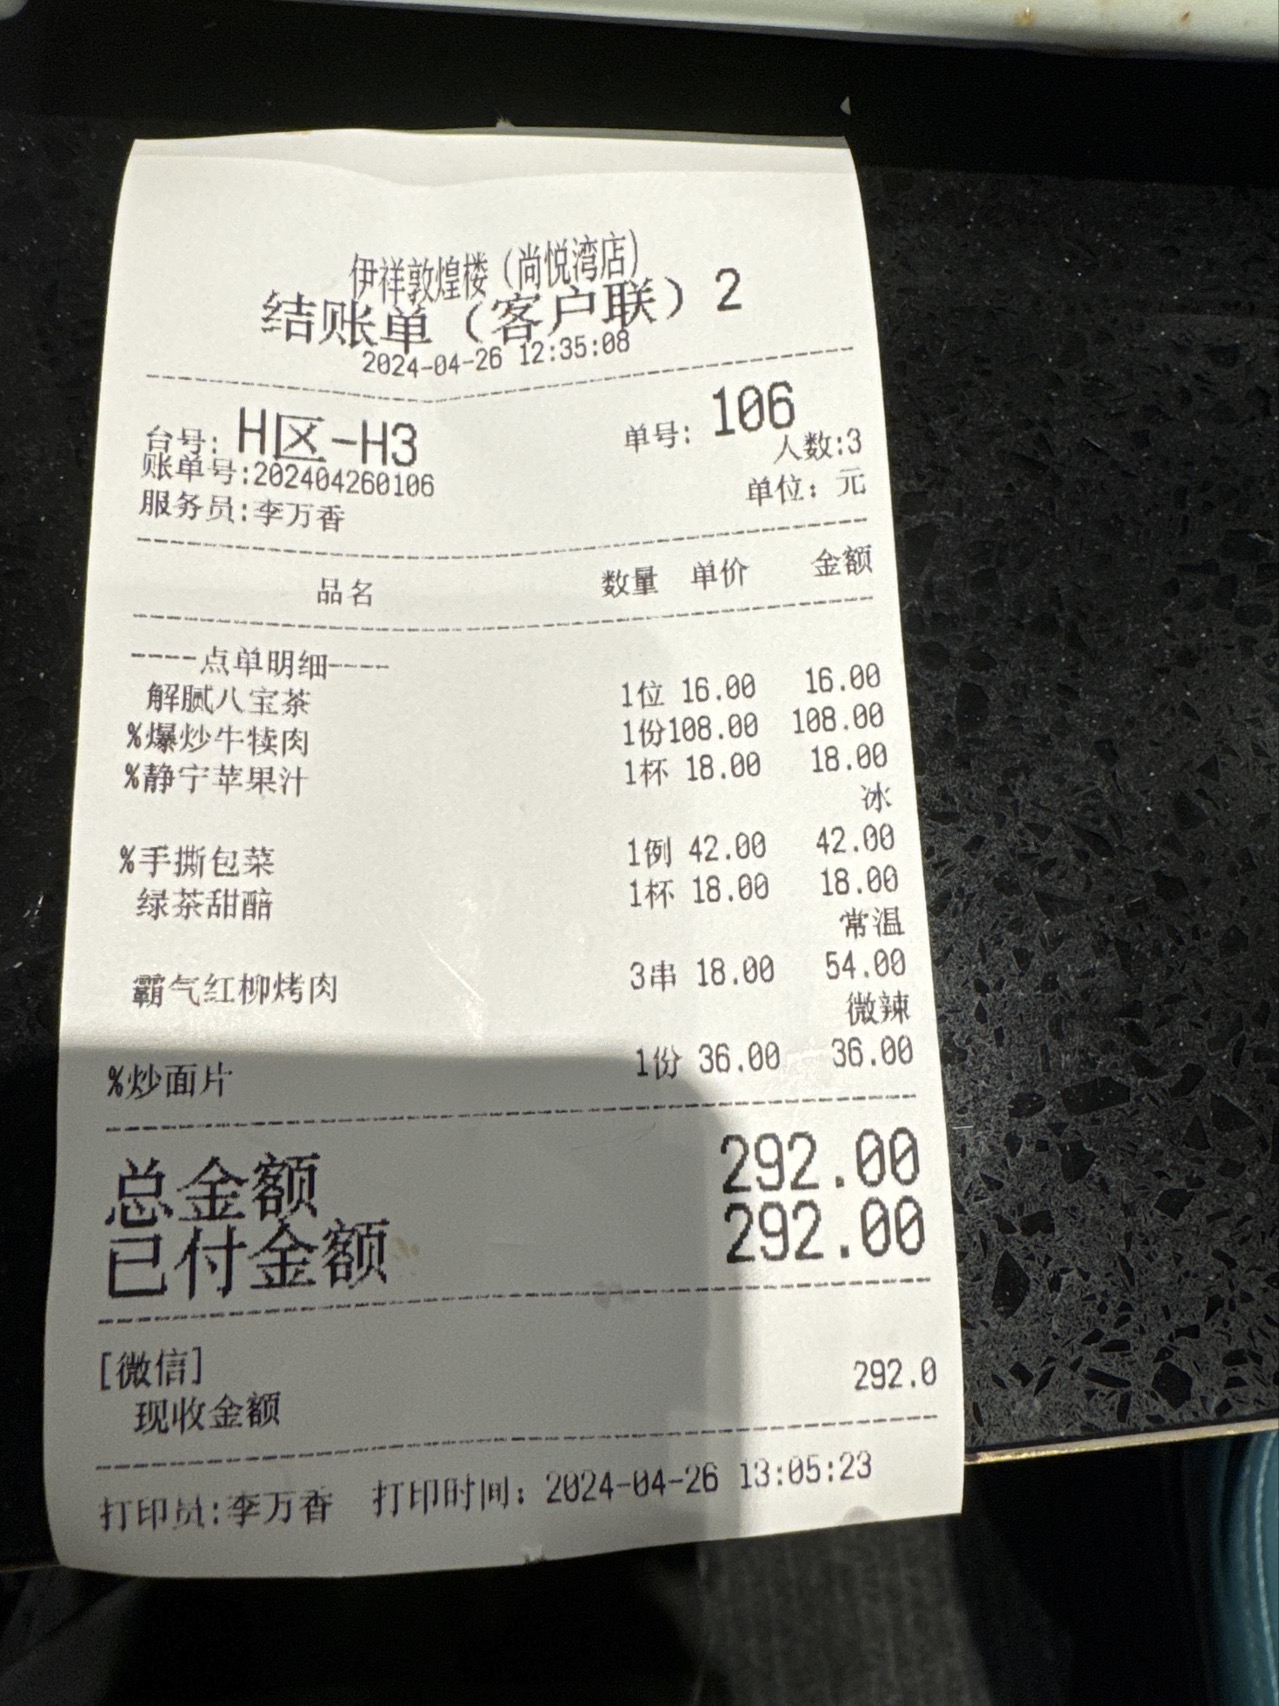 伊祥敦煌楼（尚悦湾店）
结账单（客户联）2
2024-04-26 12:35:08
台号: H区-H3 单号: 106
账单号:202404260106 人数:3
服务员:李万香 单位: 元
品名 数量 单价 金额
----点单明细----
解腻八宝茶 1位 16.00 16.00
%爆炒牛犊肉 1份108.00 108.00
%静宁苹果汁 1杯 18.00 18.00
冰
%手撕包菜 1例 42.00 42.00
绿茶甜醅 1杯 18.00 18.00
常温
霸气红柳烤肉 3串 18.00 54.00
微辣
%炒面片 1份 36.00 36.00
总金额 292.00
已付金额 292.00
[微信]
现收金额 292.0
打印员:李万香 打印时间: 2024-04-26 13:05:23